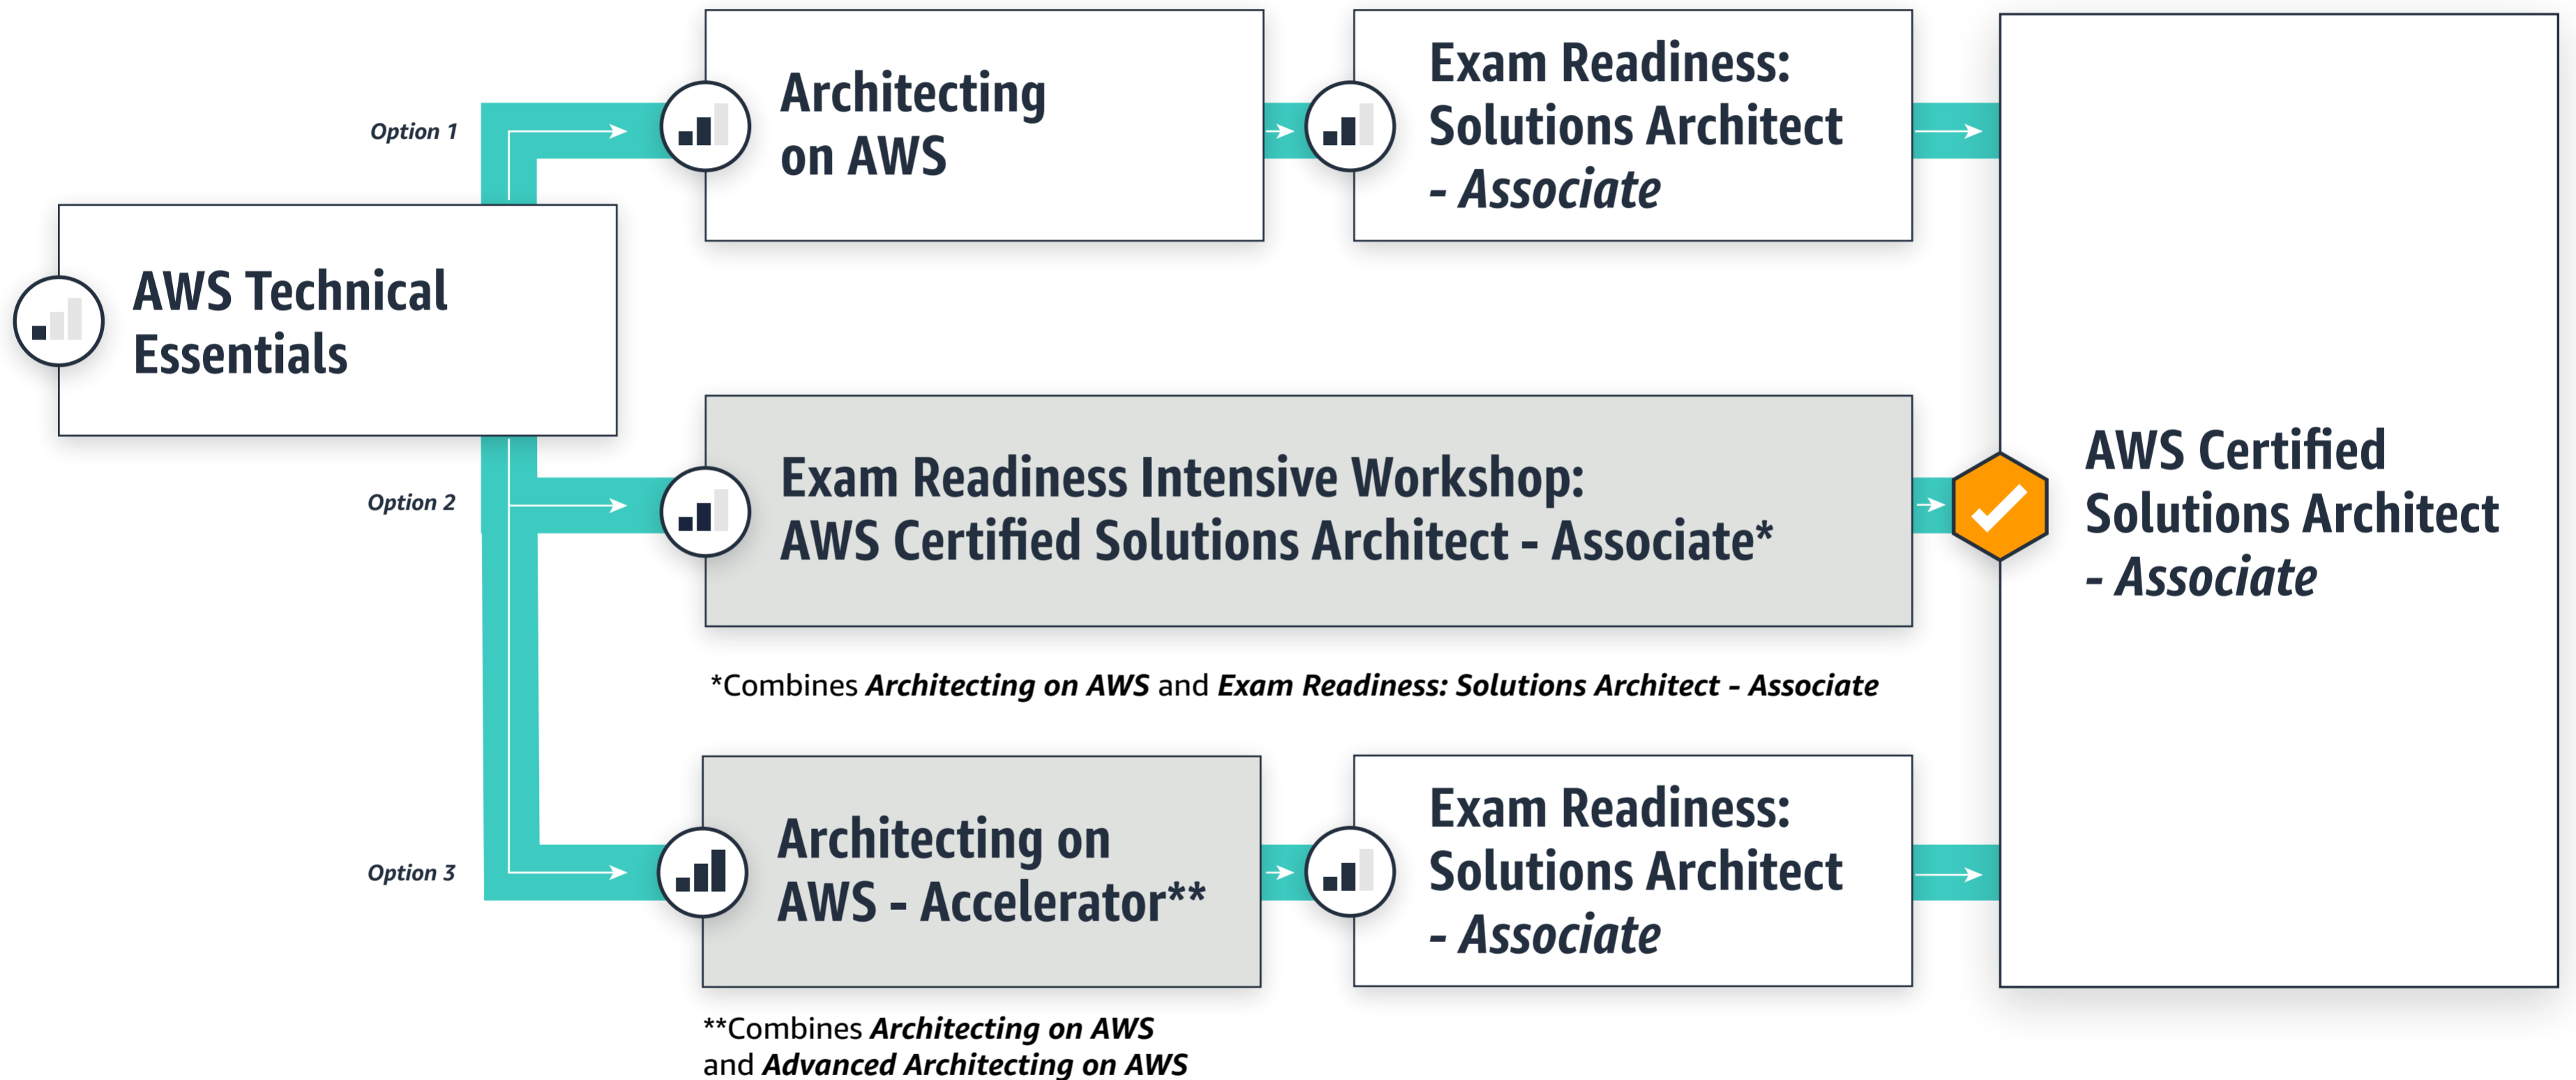 Option 1
Architecting
on AWS
Exam Readiness:
Solutions Architect
- Associate
AWS Technical
Essentials
Option 2
Exam Readiness Intensive Workshop:
AWS Certified Solutions Architect - Associate*
*Combines Architecting on AWS and Exam Readiness: Solutions Architect - Associate
AWS Certified
Solutions Architect
- Associate
Option 3
Architecting on
AWS - Accelerator**
Exam Readiness:
Solutions Architect
- Associate
**Combines Architecting on AWS
and Advanced Architecting on AWS